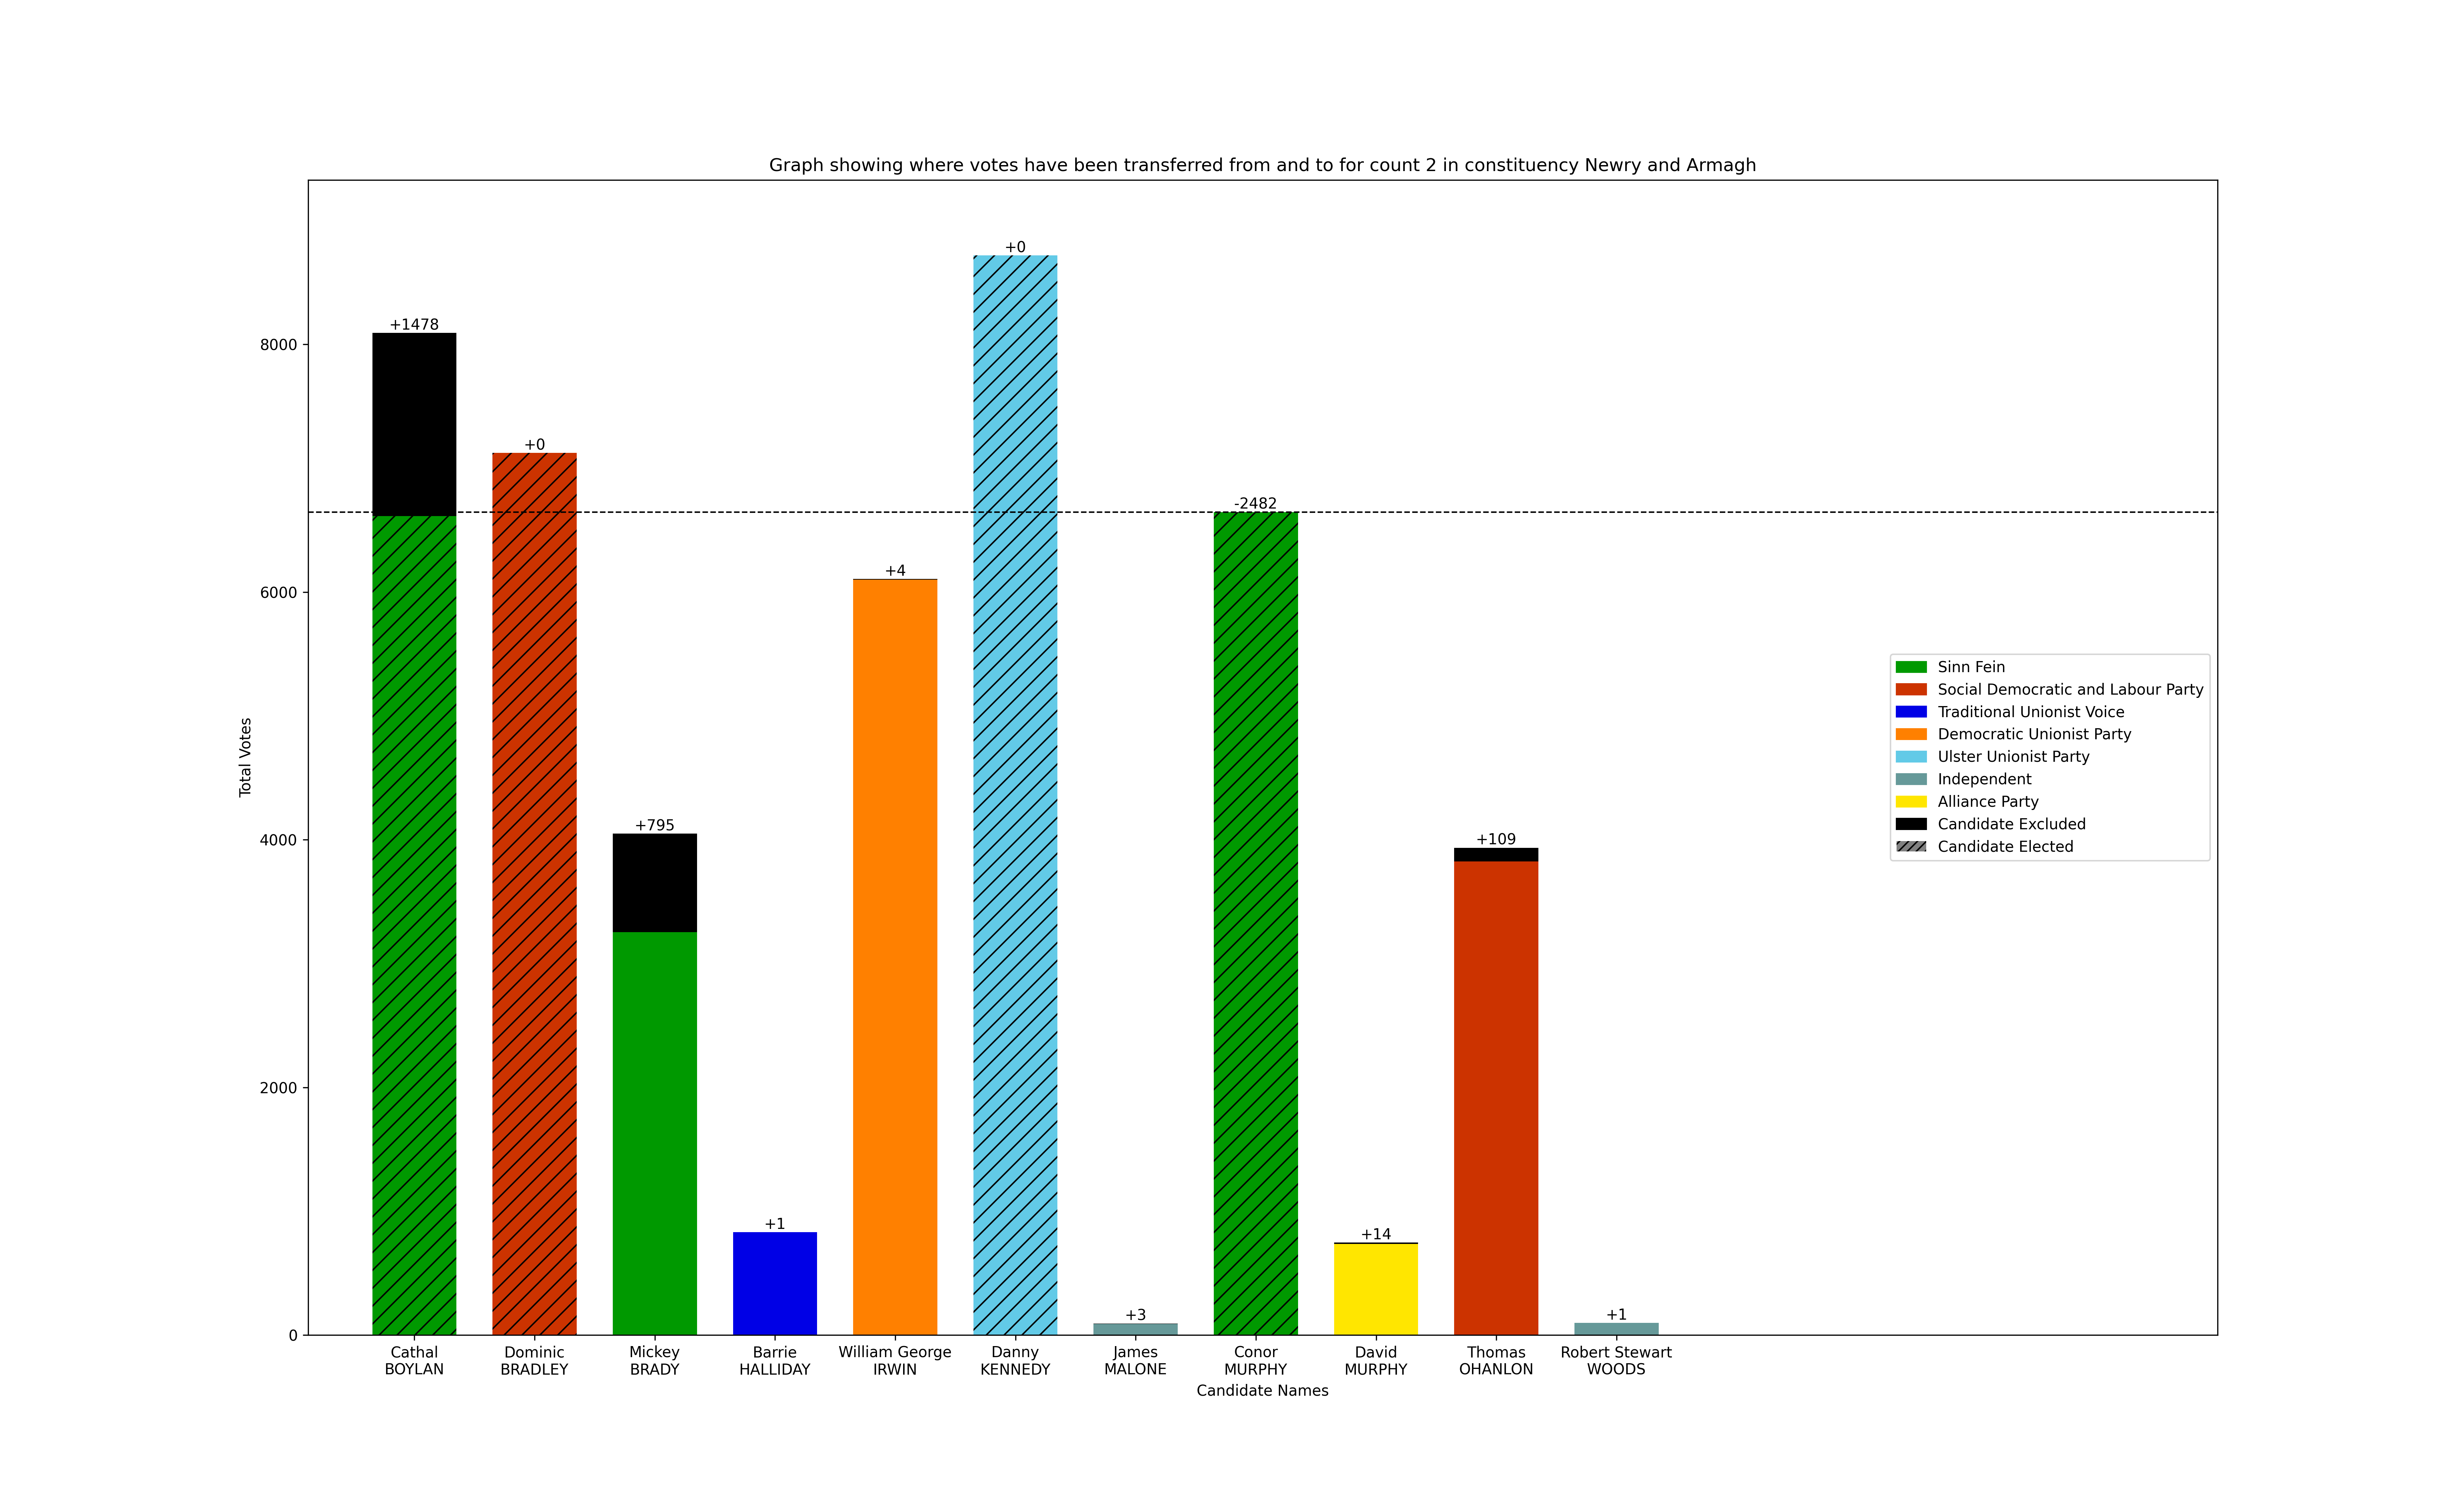 Graph showing where votes have been transferred from and to for count 2 in constituency Newry and Armagh
Total Votes
8000
6000
4000
2000
0
+1478
+0
+795
+1
+4
+0
+3
-2482
+14
+109
+1
Sinn Fein
Social Democratic and Labour Party
Traditional Unionist Voice
Democratic Unionist Party
Ulster Unionist Party
Independent
Alliance Party
Candidate Excluded
Candidate Elected
Cathal
BOYLAN
Dominic
BRADLEY
Mickey
BRADY
Barrie
HALLIDAY
William George
IRWIN
Danny
KENNEDY
James
MALONE
Conor
MURPHY
David
MURPHY
Thomas
OHANLON
Robert Stewart
WOODS
Candidate Names